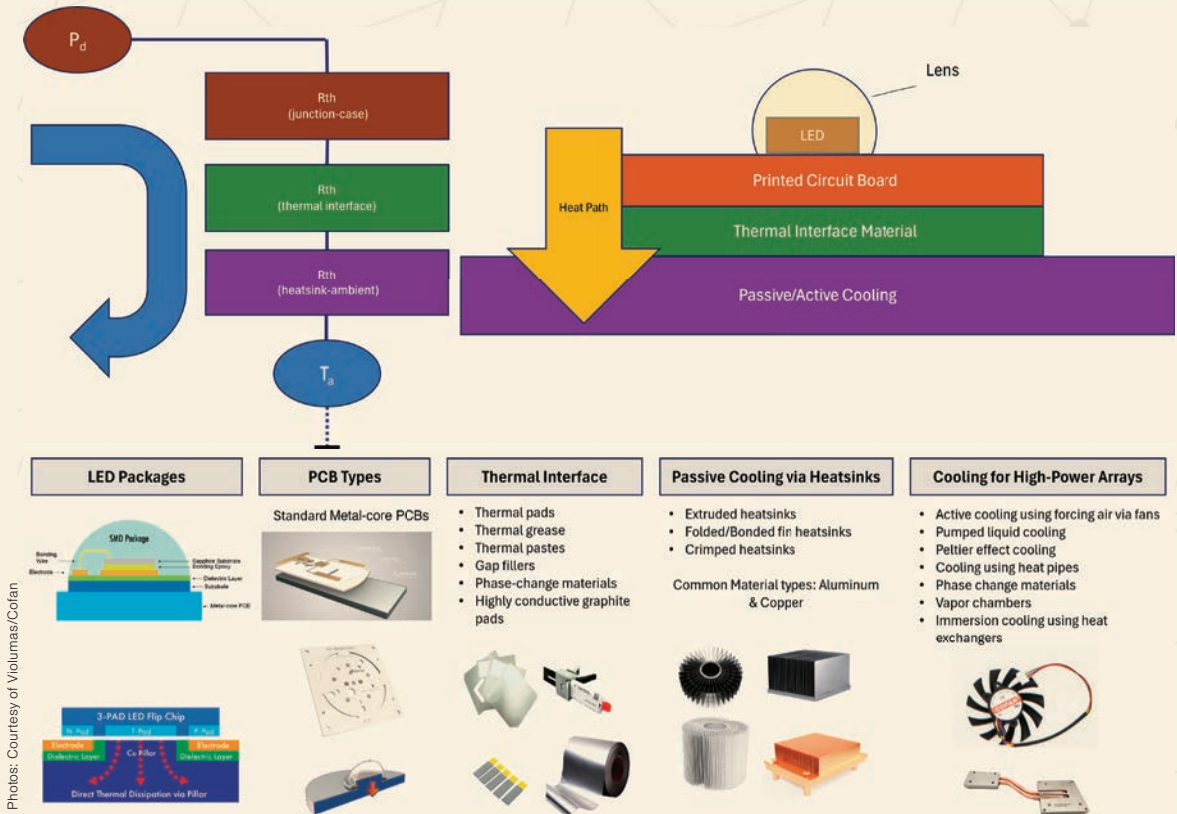 P_d
Rth
(junction-case)
Rth
(thermal interface)
Rth
(heatsink-ambient)
T_a
Lens
LED
Printed Circuit Board
Heat Path
Thermal Interface Material
Passive/Active Cooling
LED Packages
SMD Package
Bonding
Wire
Electrode
Sapphire Substrate
Bonding Epoxy
Dielectric Layer
Substrate
Metal-core PCB
3-PAD LED Flip Chip
N-Pad
T-Pad
P-Pad
Electrode
Cu Pillar
Electrode
Dielectric Layer
Dielectric Layer
Direct Thermal Dissipation via Pillar
PCB Types
Standard Metal-core PCBs
Thermal Interface
• Thermal pads
• Thermal grease
• Thermal pastes
• Gap fillers
• Phase-change materials
• Highly conductive graphite
pads
Passive Cooling via Heatsinks
• Extruded heatsinks
• Folded/Bonded fin heatsinks
• Crimped heatsinks
Common Material types: Aluminum
& Copper
Cooling for High-Power Arrays
• Active cooling using forcing air via fans
• Pumped liquid cooling
• Peltier effect cooling
• Cooling using heat pipes
• Phase change materials
• Vapor chambers
• Immersion cooling using heat
exchangers
Photos: Courtesy of Violumas/Cofan